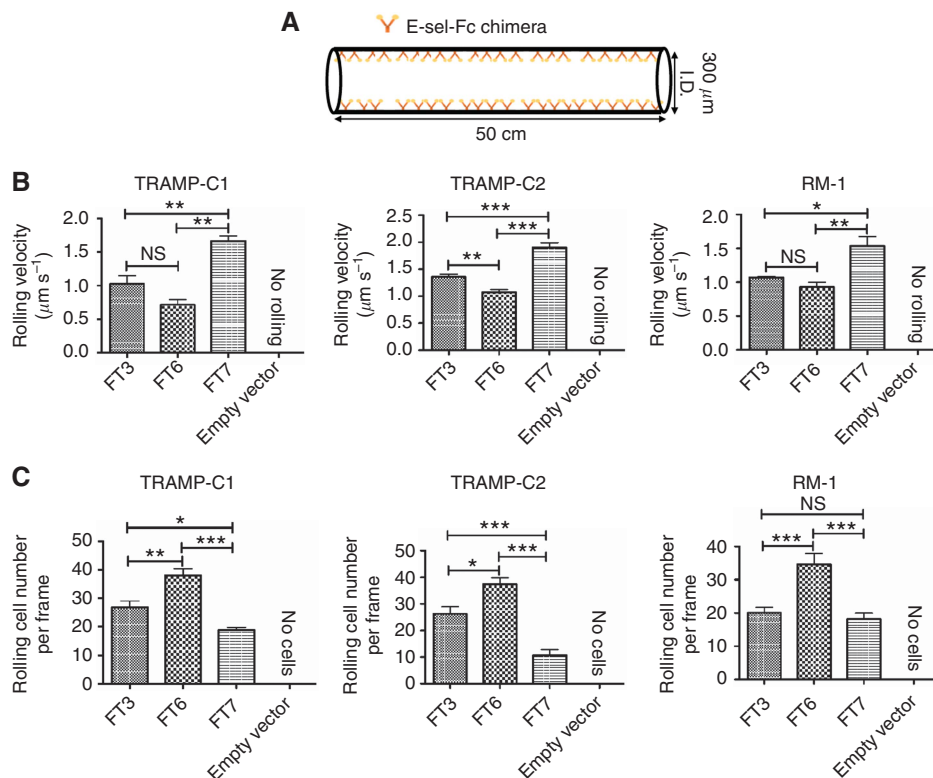 A
E-sel-Fc chimera
300 μm
I.D.
50 cm
B
TRAMP-C1
Rolling velocity
(μm s⁻¹)
2.0
1.5
1.0
0.5
0.0
**
**
NS
No rolling
FT3
FT6
FT7
Empty vector
TRAMP-C2
Rolling velocity
(μm s⁻¹)
2.5
2.0
1.5
1.0
0.5
0.0
***
***
**
No rolling
FT3
FT6
FT7
Empty vector
RM-1
Rolling velocity
(μm s⁻¹)
2.0
1.5
1.0
0.5
0.0
*
**
NS
No rolling
FT3
FT6
FT7
Empty vector
C
TRAMP-C1
Rolling cell number
per frame
50
40
30
20
10
0
*
**
***
No cells
FT3
FT6
FT7
Empty vector
TRAMP-C2
Rolling cell number
per frame
50
40
30
20
10
0
***
***
*
No cells
FT3
FT6
FT7
Empty vector
RM-1
Rolling cell number
per frame
40
30
20
10
0
NS
***
***
No cells
FT3
FT6
FT7
Empty vector